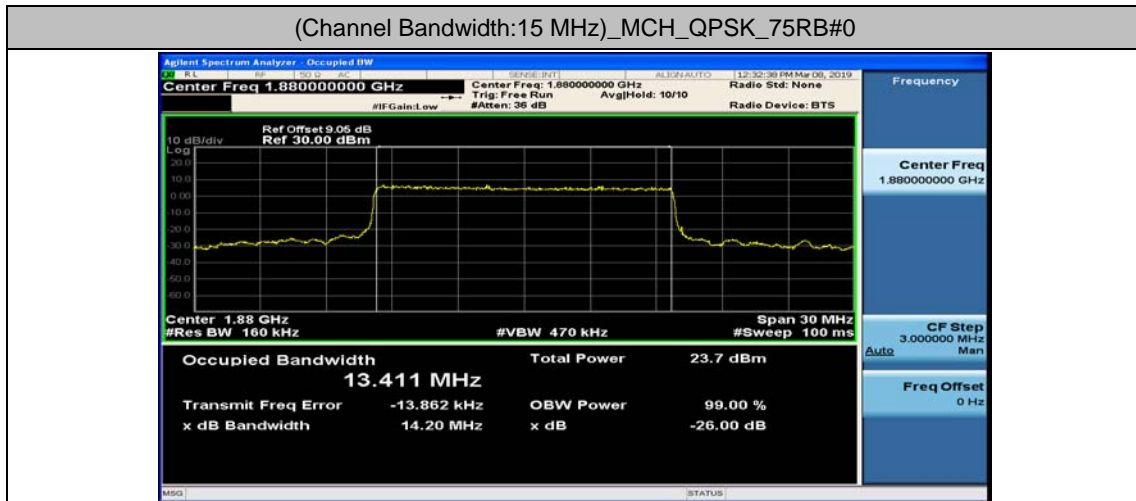 (Channel Bandwidth:15 MHz)_MCH_QPSK_75RB#0
Agilent Spectrum Analyzer - Occupied BW
RL RF 50 Ω AC SENSE:INT ALIGN AUTO 12:32:38 PM Mar 08, 2019
Center Freq 1.880000000 GHz
Center Freq: 1.880000000 GHz
Radio Std: None
Trig: Free Run Avg|Hold: 10/10
#IFGain:Low #Atten: 36 dB Radio Device: BTS
Ref Offset 9.05 dB
10 dB/div Ref 30.00 dBm
Log
20.0
10.0
0.00
-10.0
-20.0
-30.0
-40.0
-50.0
-60.0
Center 1.88 GHz Span 30 MHz
#Res BW 160 kHz #VBW 470 kHz #Sweep 100 ms
Occupied Bandwidth Total Power 23.7 dBm
13.411 MHz
Transmit Freq Error -13.862 kHz OBW Power 99.00 %
x dB Bandwidth 14.20 MHz x dB -26.00 dB
MSG STATUS
Frequency
Center Freq
1.880000000 GHz
CF Step
3.000000 MHz
Auto Man
Freq Offset
0 Hz